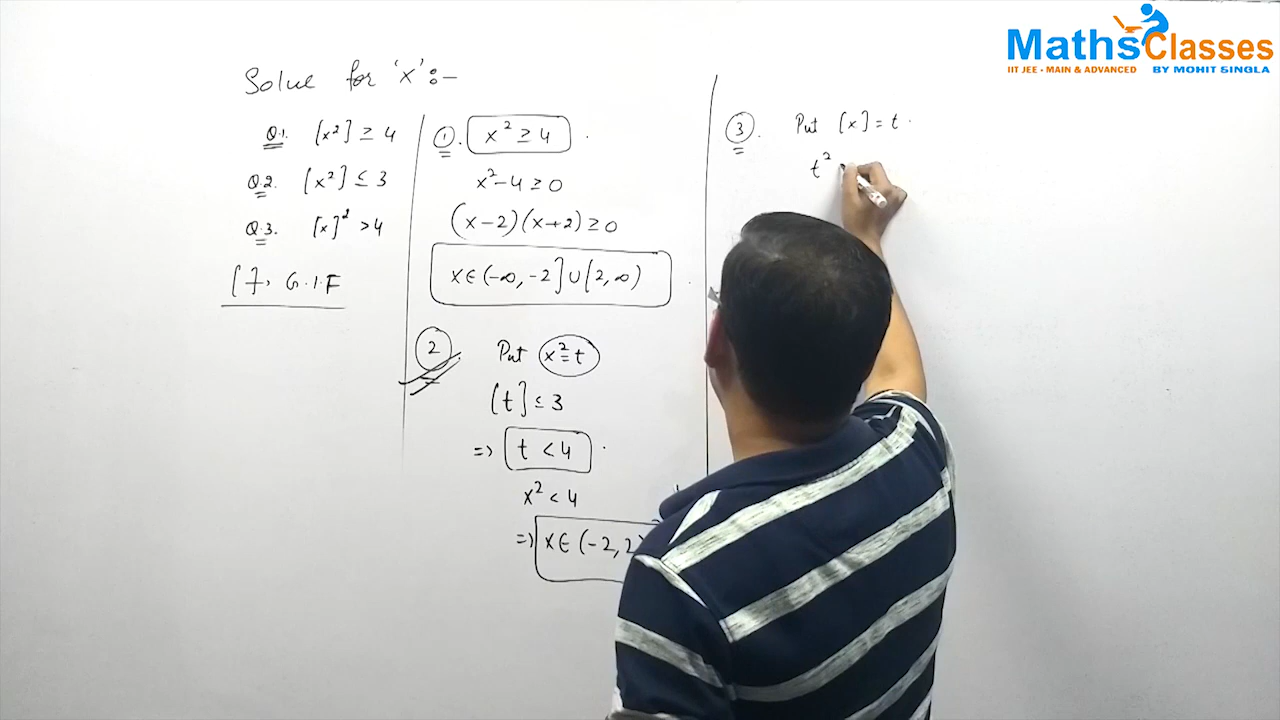 Maths Classes
IIT JEE - MAIN & ADVANCED BY MOHIT SINGLA
Solve for 'x' :-
Q.1. [x²] ≥ 4
Q.2. [x²] ≤ 3
Q.3. [x]² > 4
[ ]. G.I.F
① x² ≥ 4
x²-4 ≥ 0
(x-2)(x+2) ≥ 0
x ∈ (-∞, -2] ∪ [2, ∞)
② Put x² = t
[t] ≤ 3
=> t < 4
x² < 4
=> x ∈ (-2, 2
③. Put [x] = t.
t²